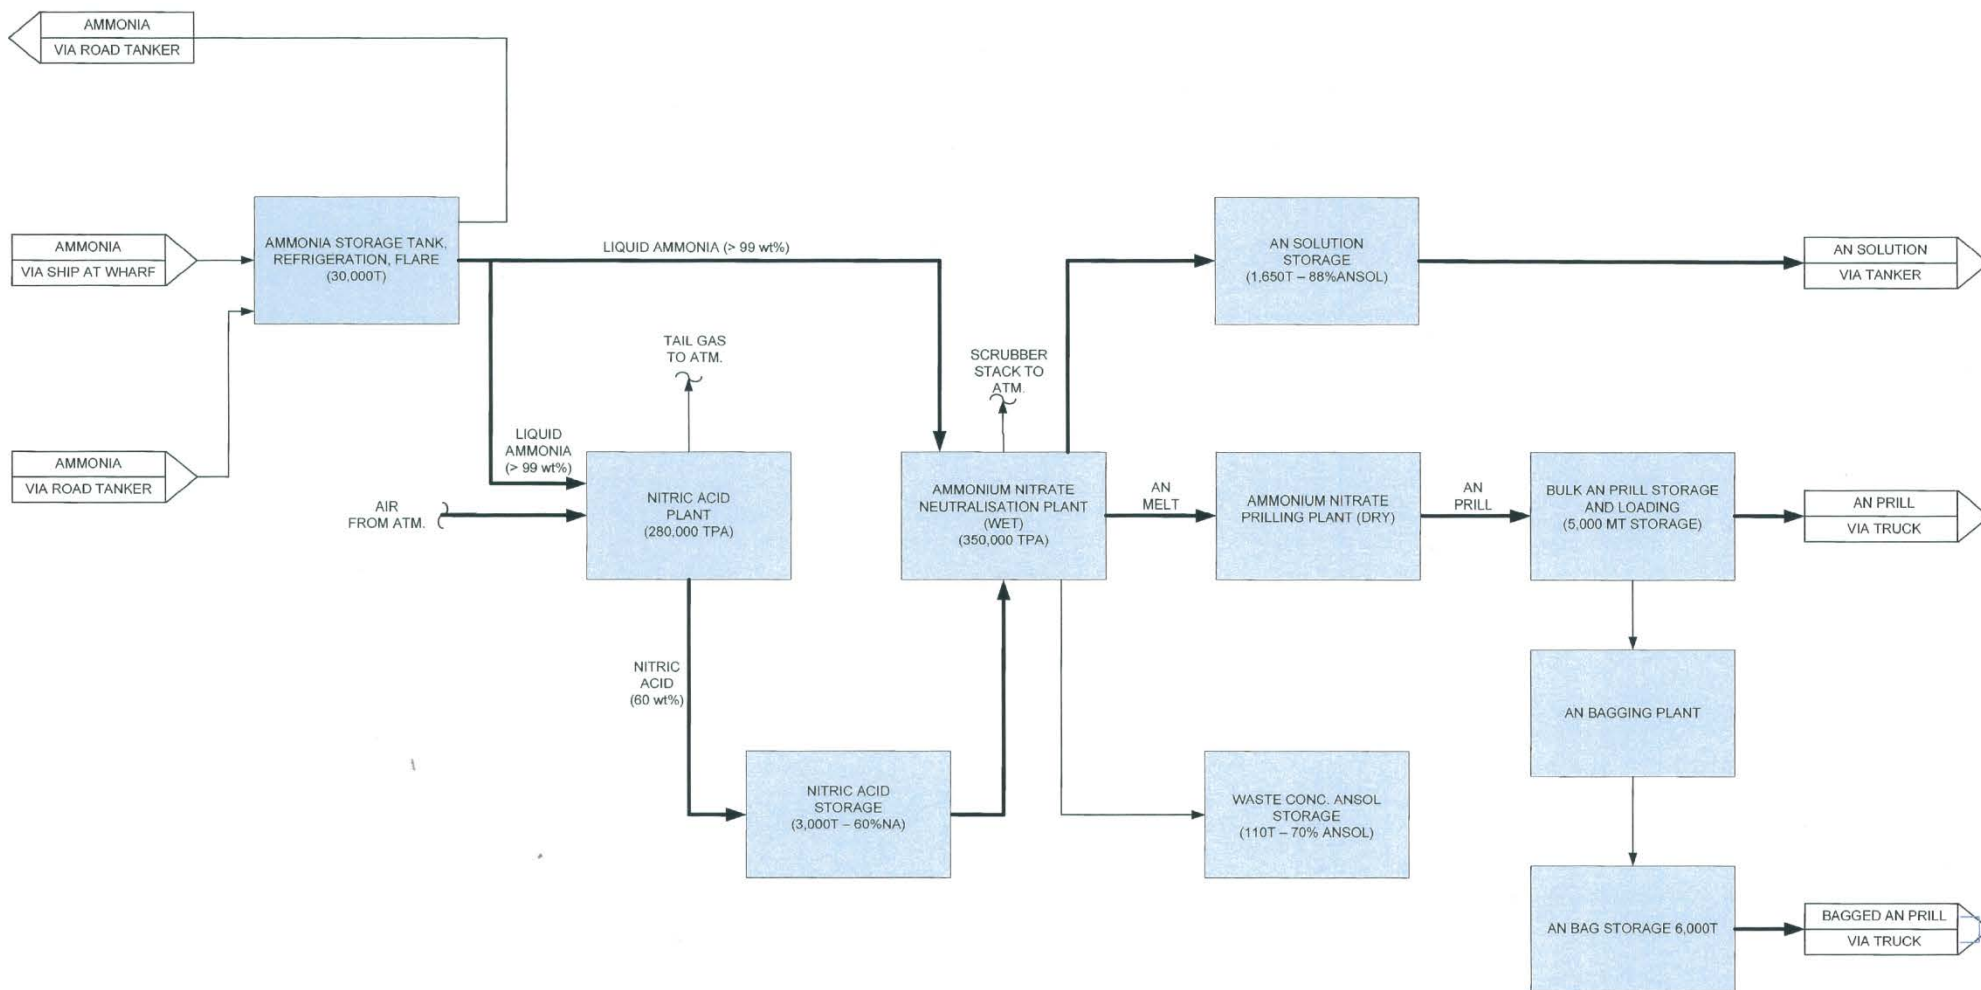 AMMONIA
VIA ROAD TANKER
AMMONIA
VIA SHIP AT WHARF
AMMONIA STORAGE TANK,
REFRIGERATION, FLARE
(30,000T)
LIQUID AMMONIA (> 99 wt%)
AN SOLUTION
STORAGE
(1,650T – 88%ANSOL)
AN SOLUTION
VIA TANKER
TAIL GAS
TO ATM.
SCRUBBER
STACK TO
ATM.
AMMONIA
VIA ROAD TANKER
LIQUID
AMMONIA
(> 99 wt%)
AIR
FROM ATM.
NITRIC ACID
PLANT
(280,000 TPA)
AMMONIUM NITRATE
NEUTRALISATION PLANT
(WET)
(350,000 TPA)
AN
MELT
AMMONIUM NITRATE
PRILLING PLANT (DRY)
AN
PRILL
BULK AN PRILL STORAGE
AND LOADING
(5,000 MT STORAGE)
AN PRILL
VIA TRUCK
NITRIC
ACID
(60 wt%)
AN BAGGING PLANT
NITRIC ACID
STORAGE
(3,000T – 60%NA)
WASTE CONC. ANSOL
STORAGE
(110T – 70% ANSOL)
AN BAG STORAGE 6,000T
BAGGED AN PRILL
VIA TRUCK